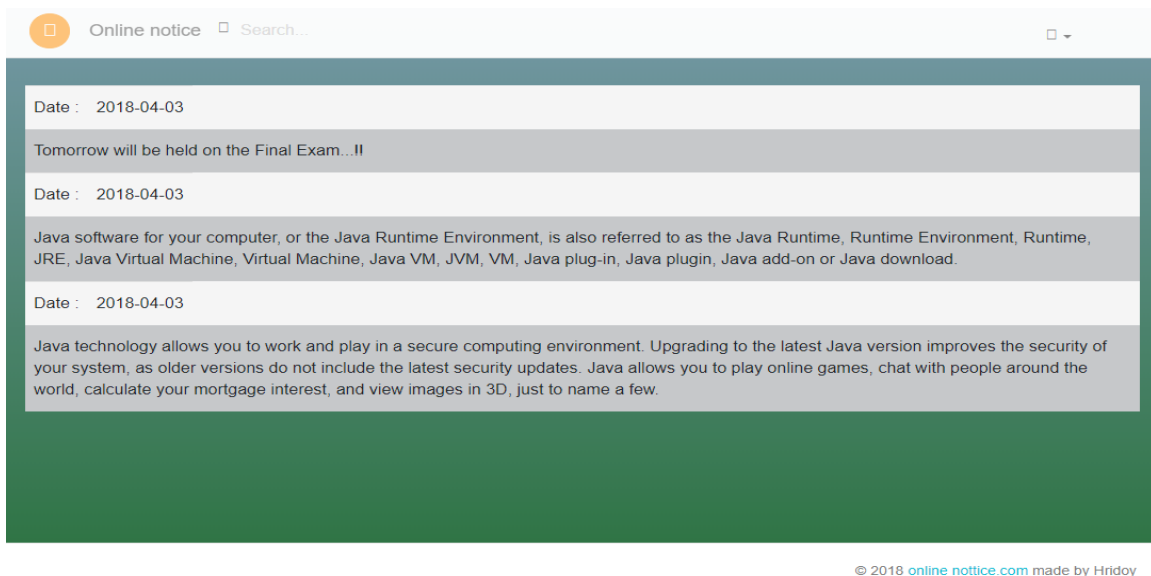 Online notice Search...
Date : 2018-04-03
Tomorrow will be held on the Final Exam...!!
Date : 2018-04-03
Java software for your computer, or the Java Runtime Environment, is also referred to as the Java Runtime, Runtime Environment, Runtime,
JRE, Java Virtual Machine, Virtual Machine, Java VM, JVM, VM, Java plug-in, Java plugin, Java add-on or Java download.
Date : 2018-04-03
Java technology allows you to work and play in a secure computing environment. Upgrading to the latest Java version improves the security of
your system, as older versions do not include the latest security updates. Java allows you to play online games, chat with people around the
world, calculate your mortgage interest, and view images in 3D, just to name a few.
© 2018 online nottice.com made by Hridoy